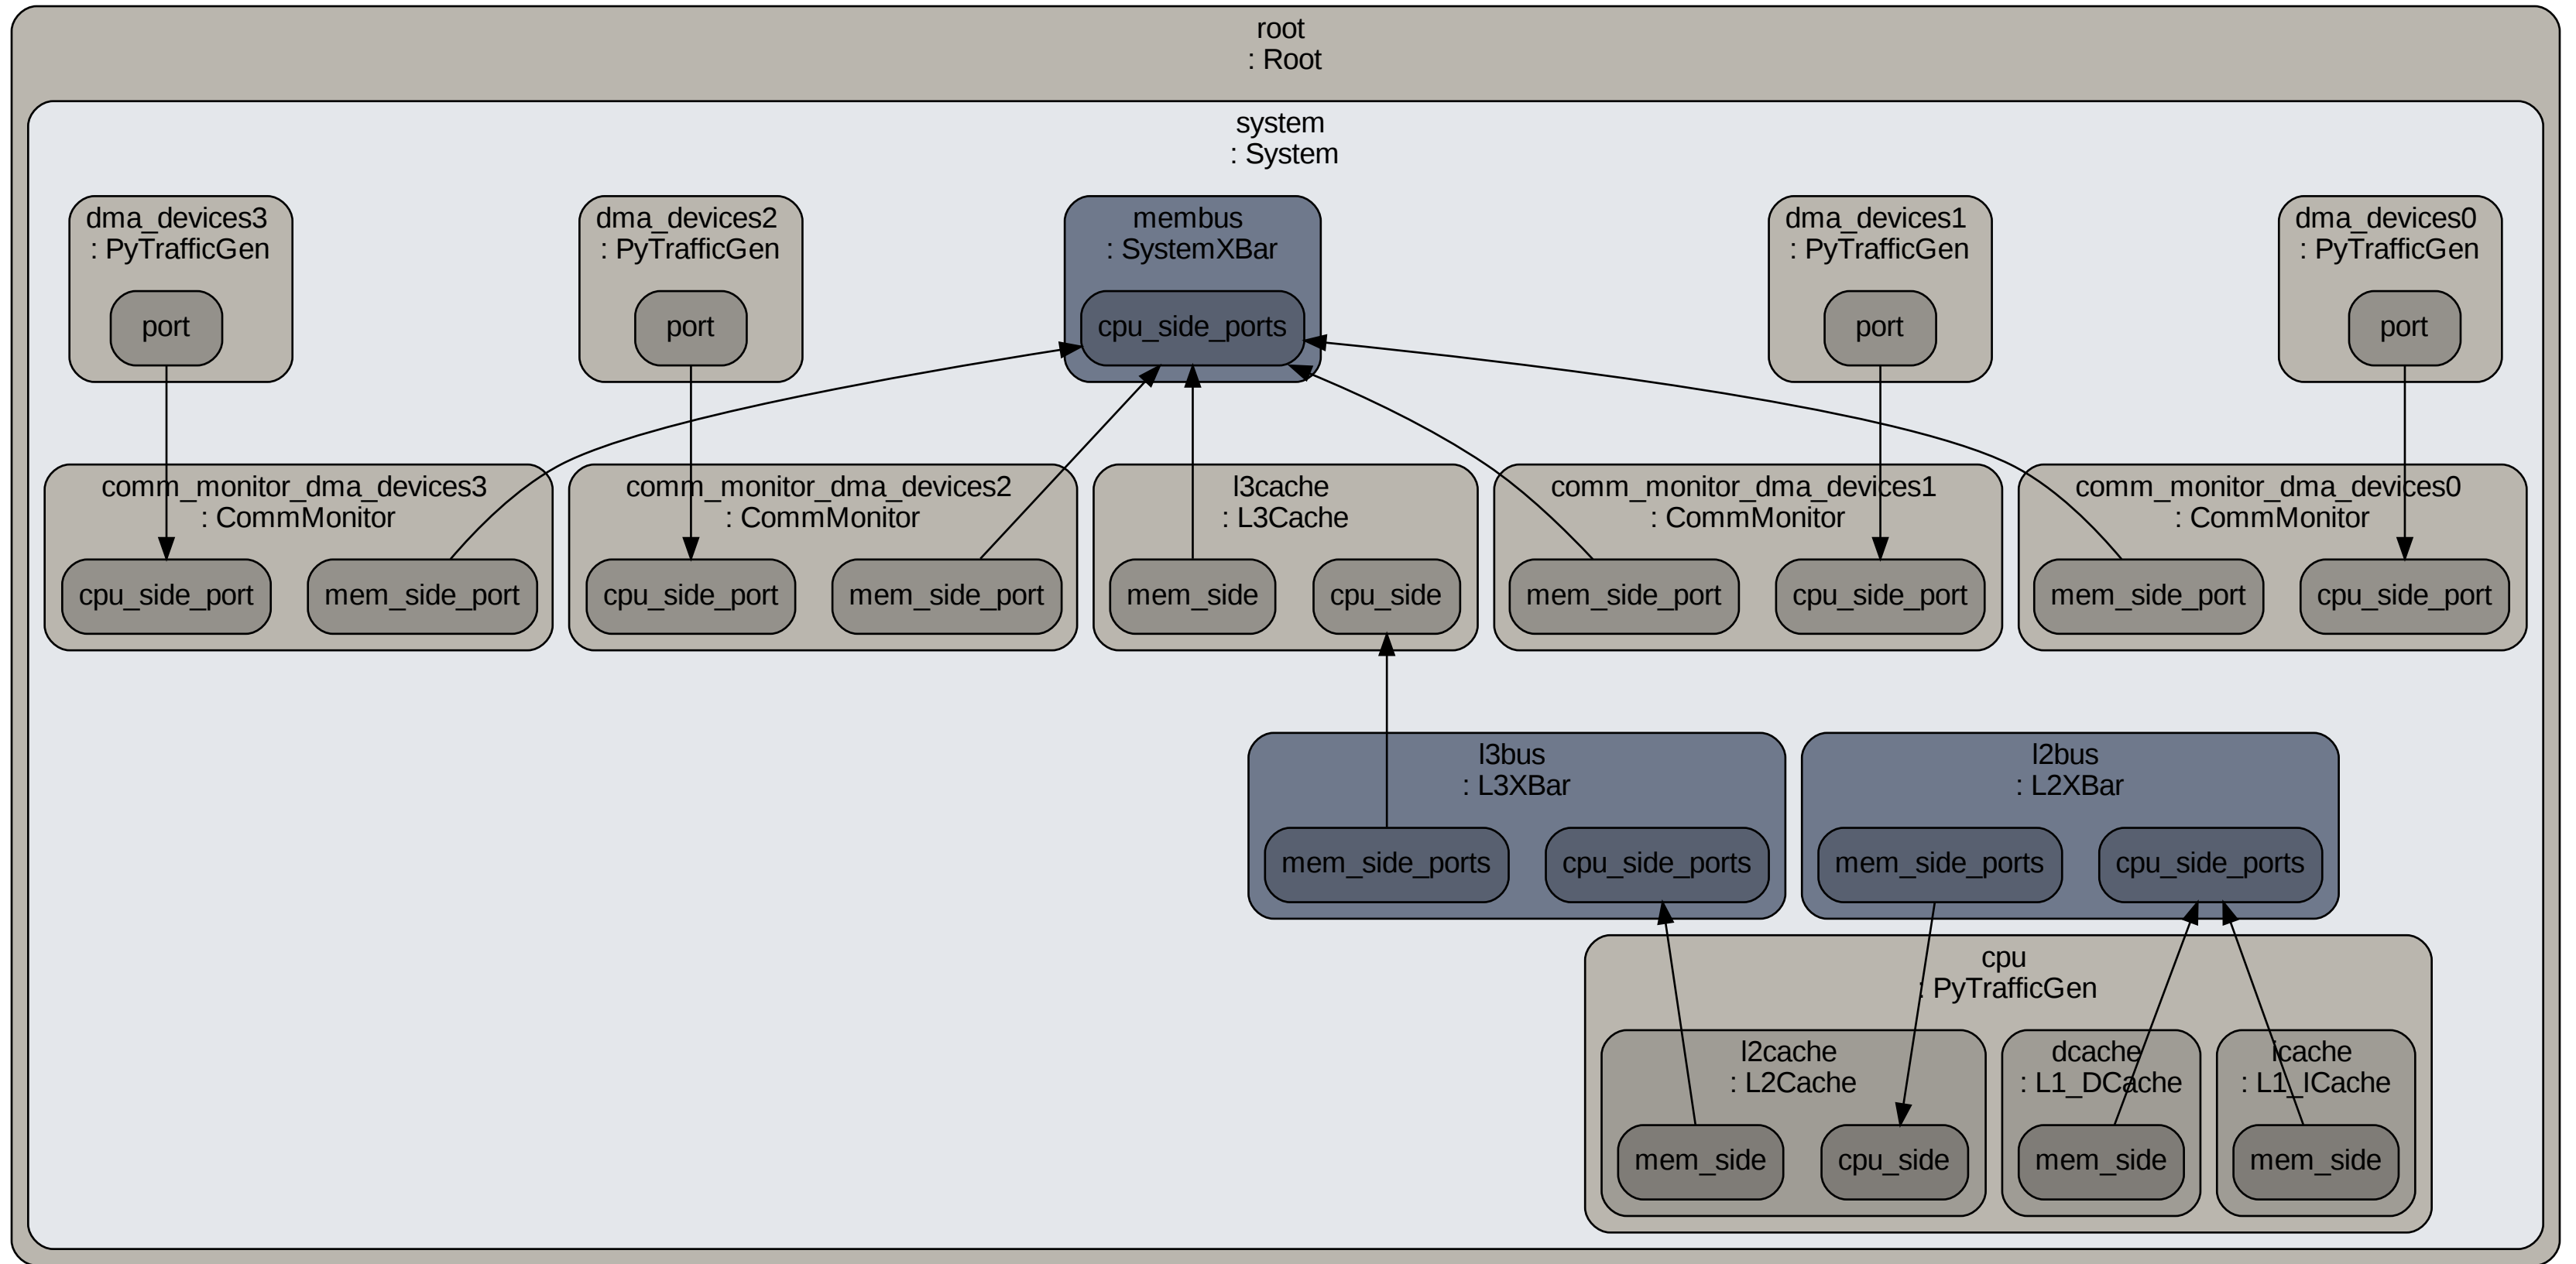 root
: Root
system
: System
dma_devices3
: PyTrafficGen
port
dma_devices2
: PyTrafficGen
port
membus
: SystemXBar
cpu_side_ports
dma_devices1
: PyTrafficGen
port
dma_devices0
: PyTrafficGen
port
comm_monitor_dma_devices3
: CommMonitor
cpu_side_port
mem_side_port
comm_monitor_dma_devices2
: CommMonitor
cpu_side_port
mem_side_port
l3cache
: L3Cache
mem_side
cpu_side
comm_monitor_dma_devices1
: CommMonitor
mem_side_port
cpu_side_port
comm_monitor_dma_devices0
: CommMonitor
mem_side_port
cpu_side_port
l3bus
: L3XBar
mem_side_ports
cpu_side_ports
l2bus
: L2XBar
mem_side_ports
cpu_side_ports
cpu
: PyTrafficGen
l2cache
: L2Cache
mem_side
cpu_side
dcache
: L1_DCache
mem_side
icache
: L1_ICache
mem_side